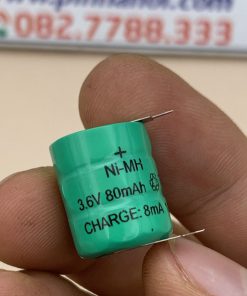 082.7788.333
+
Ni-MH
3.6V 80mAh
CHARGE: 8mA